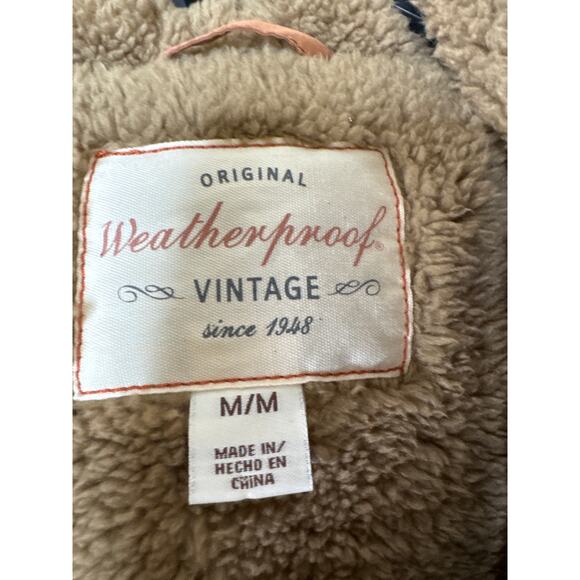 ORIGINAL
Weatherproof®
VINTAGE
since 1948
M/M
MADE IN/
HECHO EN
CHINA